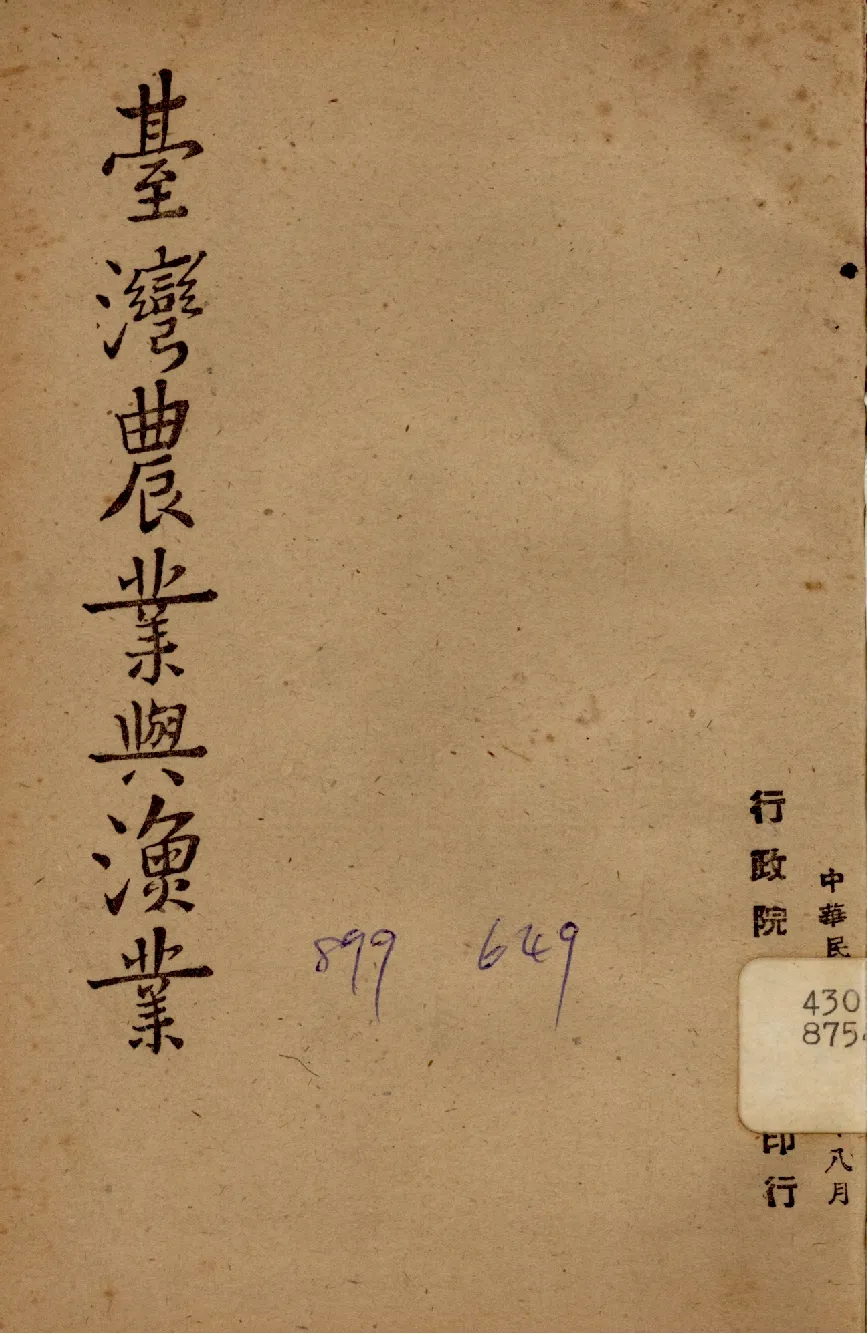 臺灣農業與漁業
899 649
中華民
八月
行政院
印行
430
875